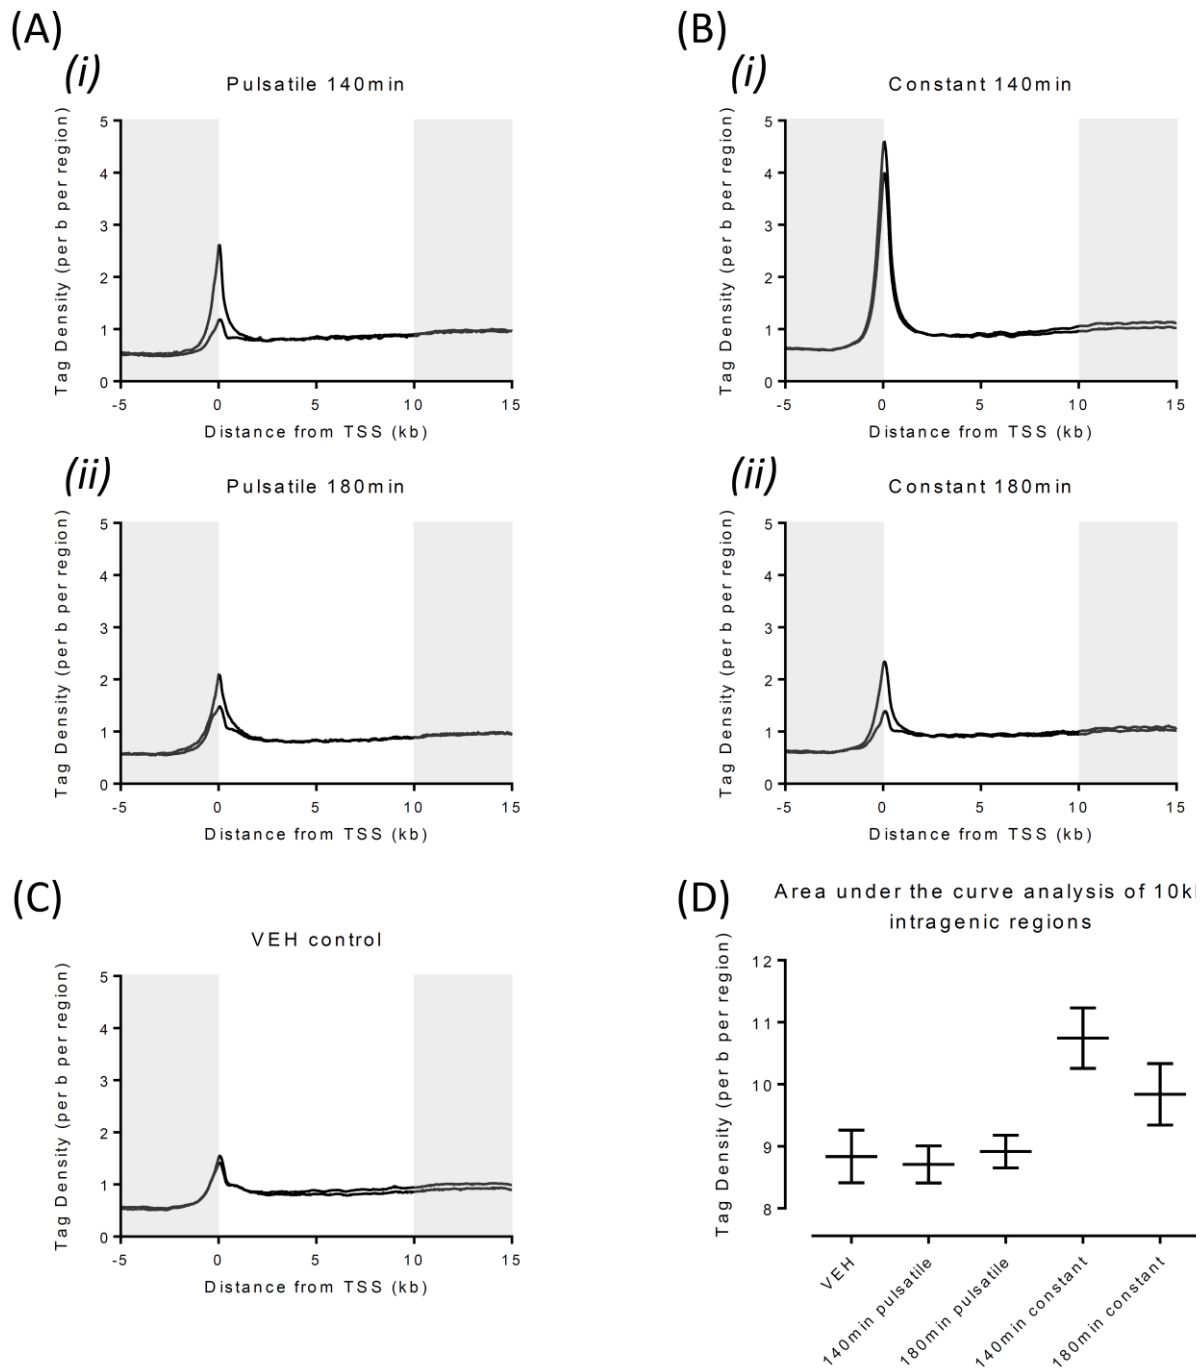 (A)
(i)
Pulsatile 140min
Tag Density (per b per region)
5
4
3
2
1
0
-5
0
5
10
15
Distance from TSS (kb)
(ii)
Pulsatile 180min
Tag Density (per b per region)
5
4
3
2
1
0
-5
0
5
10
15
Distance from TSS (kb)
(B)
(i)
Constant 140min
Tag Density (per b per region)
5
4
3
2
1
0
-5
0
5
10
15
Distance from TSS (kb)
(ii)
Constant 180min
Tag Density (per b per region)
5
4
3
2
1
0
-5
0
5
10
15
Distance from TSS (kb)
(C)
VEH control
Tag Density (per b per region)
5
4
3
2
1
0
-5
0
5
10
15
Distance from TSS (kb)
(D)
Area under the curve analysis of
intragenic regions
Tag Density (per b per region)
12
11
10
9
8
VEH
140min pulsatile
180min pulsatile
140min constant
180min constant